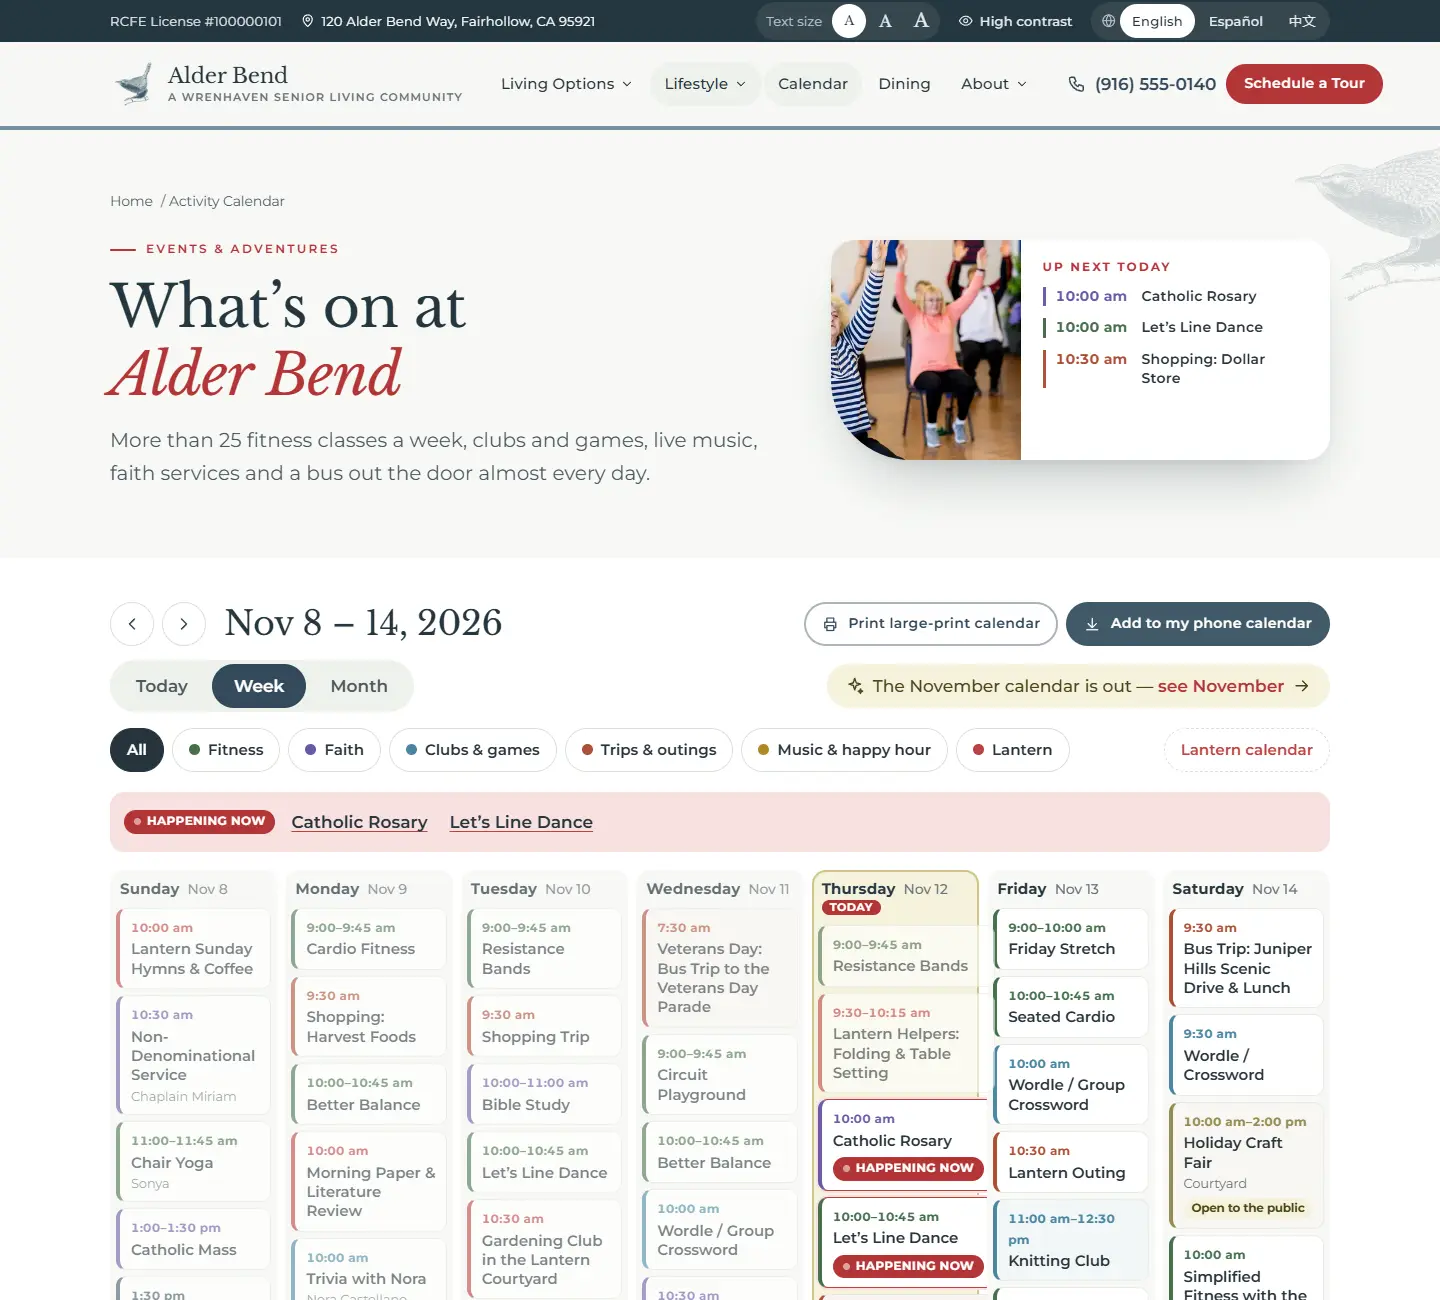 RCFE License #100000101
120 Alder Bend Way, Fairhollow, CA 95921
Text size A A A
High contrast
English Español 中文
Alder Bend
A WRENHAVEN SENIOR LIVING COMMUNITY
Living Options
Lifestyle
Calendar
Dining
About
(916) 555-0140
Schedule a Tour
Home / Activity Calendar
EVENTS & ADVENTURES
What’s on at
Alder Bend
More than 25 fitness classes a week, clubs and games, live music,
faith services and a bus out the door almost every day.
UP NEXT TODAY
10:00 am Catholic Rosary
10:00 am Let’s Line Dance
10:30 am Shopping: Dollar
Store
Nov 8 – 14, 2026
Print large-print calendar
Add to my phone calendar
Today Week Month
The November calendar is out — see November →
All
Fitness
Faith
Clubs & games
Trips & outings
Music & happy hour
Lantern
Lantern calendar
HAPPENING NOW Catholic Rosary Let’s Line Dance
Sunday Nov 8
10:00 am
Lantern Sunday
Hymns & Coffee
10:30 am
Non-
Denominational
Service
Chaplain Miriam
11:00–11:45 am
Chair Yoga
Sonya
1:00–1:30 pm
Catholic Mass
1:30 pm
Monday Nov 9
9:00–9:45 am
Cardio Fitness
9:30 am
Shopping:
Harvest Foods
10:00–10:45 am
Better Balance
10:00 am
Morning Paper &
Literature
Review
10:00 am
Trivia with Nora
Nora Castellano
Tuesday Nov 10
9:00–9:45 am
Resistance
Bands
9:30 am
Shopping Trip
10:00–11:00 am
Bible Study
10:00–10:45 am
Let’s Line Dance
10:30 am
Gardening Club
in the Lantern
Courtyard
Wednesday Nov 11
7:30 am
Veterans Day:
Bus Trip to the
Veterans Day
Parade
9:00–9:45 am
Circuit
Playground
10:00–10:45 am
Better Balance
10:00 am
Wordle / Group
Crossword
10:30 am
Thursday Nov 12
TODAY
9:00–9:45 am
Resistance Bands
9:30–10:15 am
Lantern Helpers:
Folding & Table
Setting
10:00 am
Catholic Rosary
HAPPENING NOW
10:00–10:45 am
Let’s Line Dance
HAPPENING NOW
Friday Nov 13
9:00–10:00 am
Friday Stretch
10:00–10:45 am
Seated Cardio
10:00 am
Wordle / Group
Crossword
10:30 am
Lantern Outing
11:00 am–12:30
pm
Knitting Club
Saturday Nov 14
9:30 am
Bus Trip: Juniper
Hills Scenic
Drive & Lunch
9:30 am
Wordle /
Crossword
10:00 am–2:00 pm
Holiday Craft
Fair
Courtyard
Open to the public
10:00 am
Simplified
Fitness with the